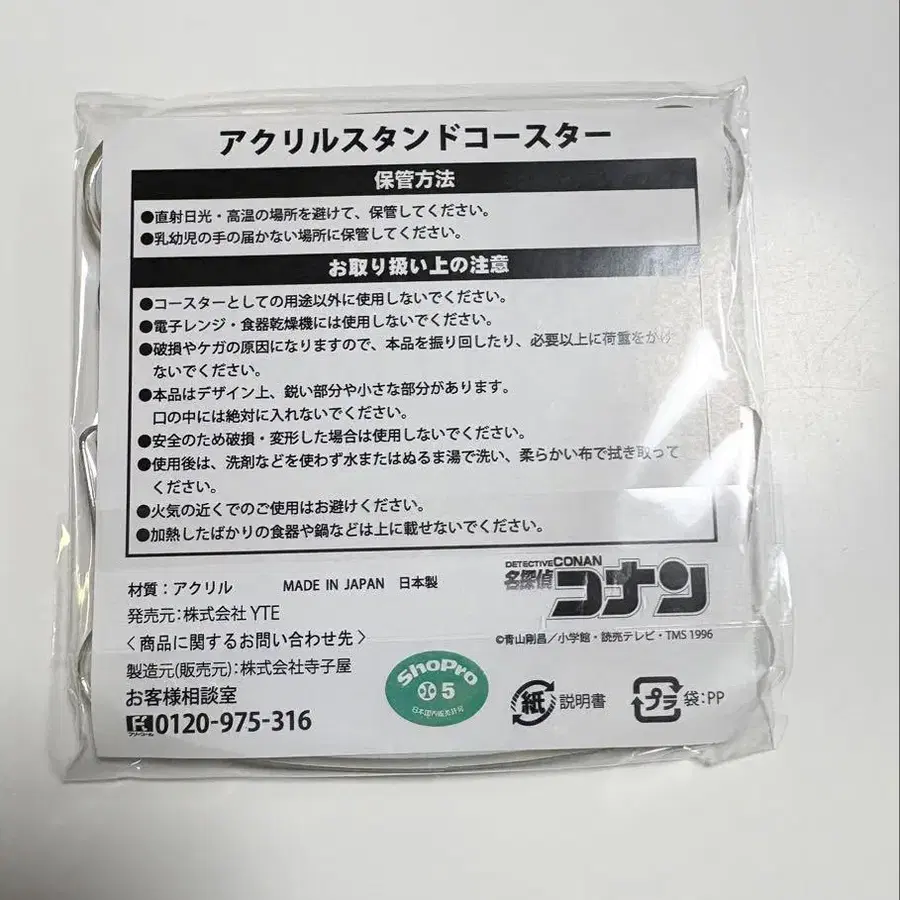 アクリルスタンドコースター
保管方法
●直射日光・高温の場所を避けて、保管してください。
●乳幼児の手の届かない場所に保管してください。
お取り扱い上の注意
●コースターとしての用途以外に使用しないでください。
●電子レンジ・食器乾燥機には使用しないでください。
●破損やケガの原因になりますので、本品を振り回したり、必要以上に荷重をかけ
ないでください。
●本品はデザイン上、鋭い部分や小さな部分があります。
口の中には絶対に入れないでください。
●安全のため破損・変形した場合は使用しないでください。
●使用後は、洗剤などを使わず水またはぬるま湯で洗い、柔らかい布で拭き取って
ください。
●火気の近くでのご使用はお避けください。
●加熱したばかりの食器や鍋などは上に載せないでください。
材質：アクリル MADE IN JAPAN 日本製
発売元：株式会社 YTE
〈商品に関するお問い合わせ先〉
製造元(販売元)：株式会社寺子屋
お客様相談室
フリーコール 0120-975-316
DETECTIVE CONAN
名探偵コナン
©青山剛昌／小学館・読売テレビ・TMS 1996
ShoPro
5
日本国内販売許諾
紙 説明書
プラ 袋：PP